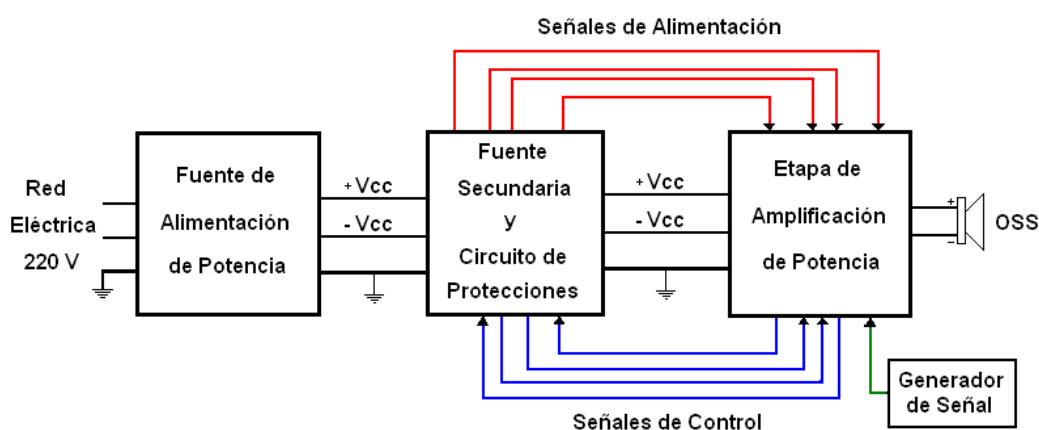 Señales de Alimentación
Red
Eléctrica
220 V
Fuente de
Alimentación
de Potencia
+Vcc
-Vcc
Fuente
Secundaria
y
Circuito de
Protecciones
+Vcc
-Vcc
Etapa de
Amplificación
de Potencia
+
-
OSS
Señales de Control
Generador
de Señal